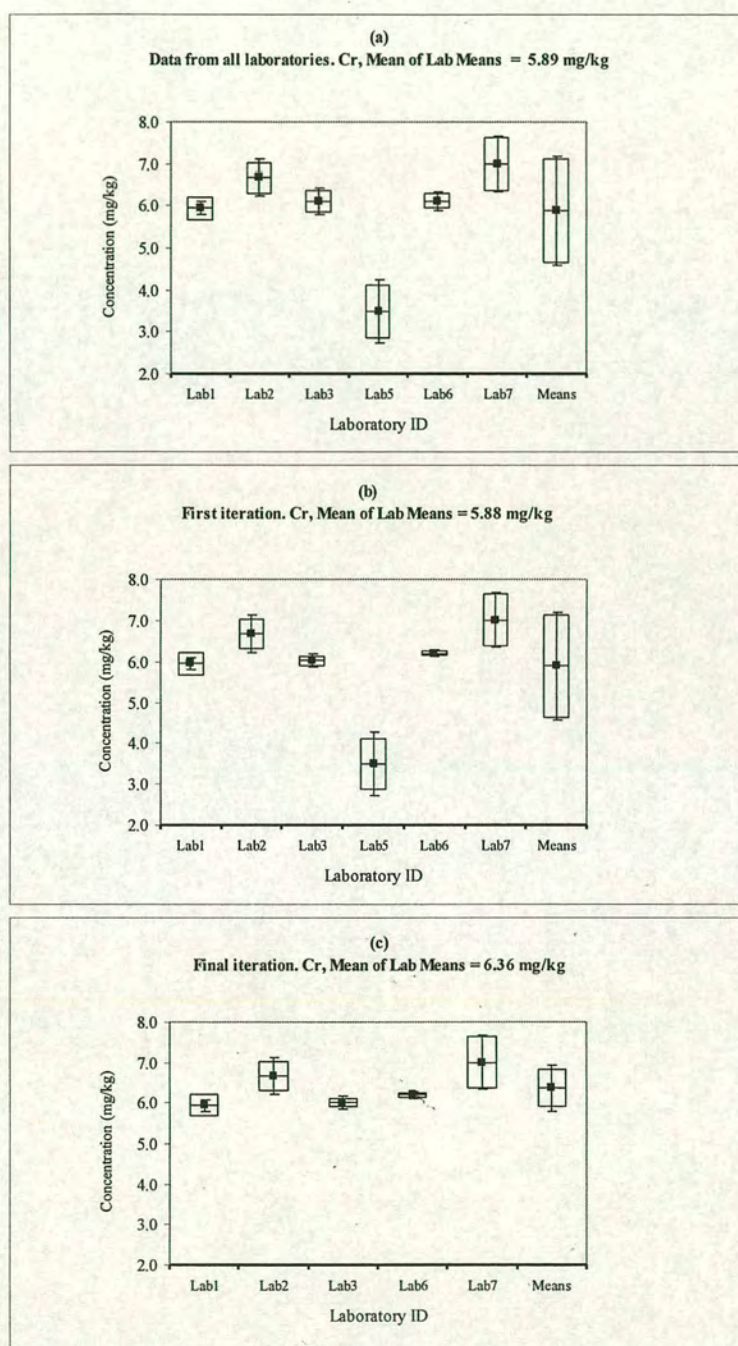 (a)
Data from all laboratories. Cr, Mean of Lab Means = 5.89 mg/kg
8.0
7.0
6.0
5.0
4.0
3.0
2.0
Concentration (mg/kg)
Lab1 Lab2 Lab3 Lab5 Lab6 Lab7 Means
Laboratory ID
(b)
First iteration. Cr, Mean of Lab Means = 5.88 mg/kg
8.0
7.0
6.0
5.0
4.0
3.0
2.0
Concentration (mg/kg)
Lab1 Lab2 Lab3 Lab5 Lab6 Lab7 Means
Laboratory ID
(c)
Final iteration. Cr, Mean of Lab Means = 6.36 mg/kg
8.0
7.0
6.0
5.0
4.0
3.0
2.0
Concentration (mg/kg)
Lab1 Lab2 Lab3 Lab6 Lab7 Means
Laboratory ID